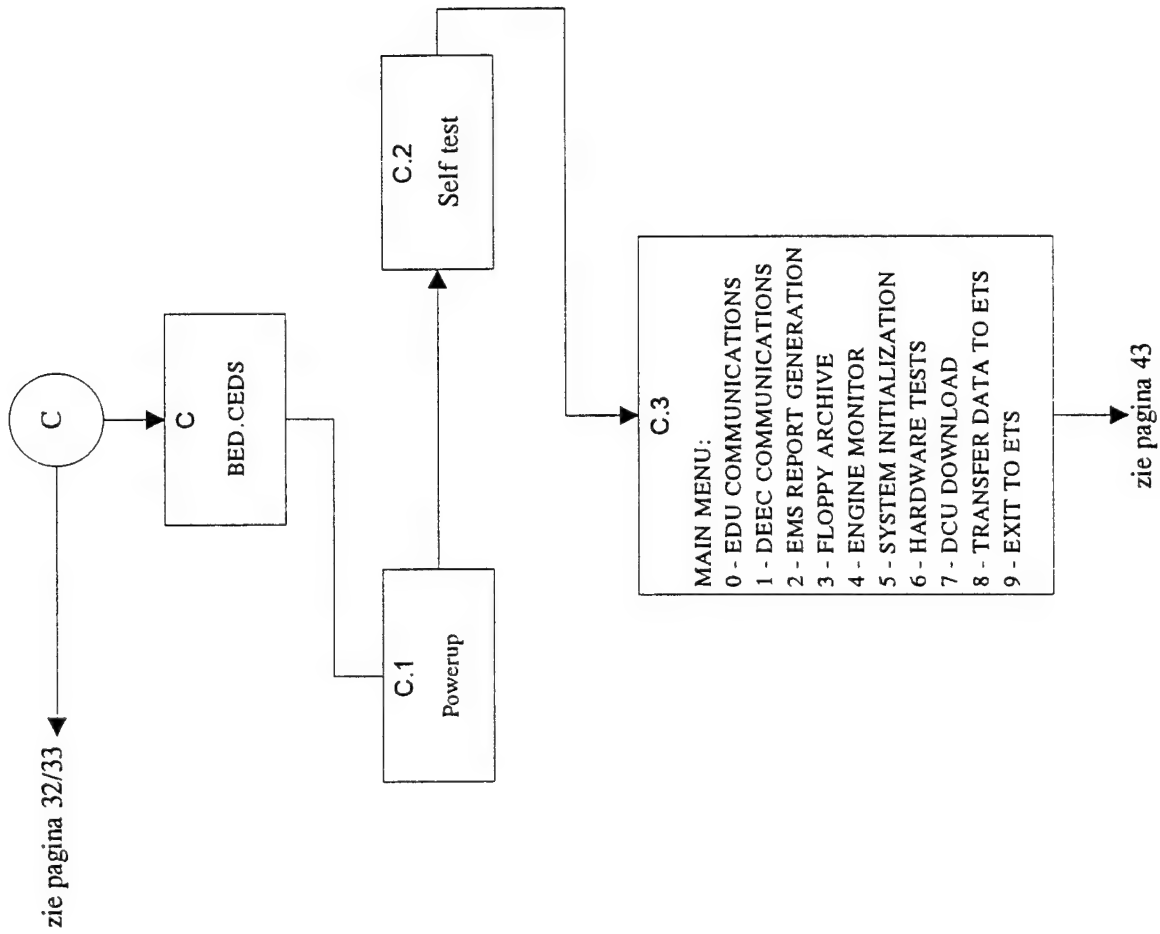 zie pagina 32/33
C
C
BED.CEDS
C.1
Powerup
C.2
Self test
C.3
MAIN MENU:
0 - EDU COMMUNICATIONS
1 - DEEC COMMUNICATIONS
2 - EMS REPORT GENERATION
3 - FLOPPY ARCHIVE
4 - ENGINE MONITOR
5 - SYSTEM INITIALIZATION
6 - HARDWARE TESTS
7 - DCU DOWNLOAD
8 - TRANSFER DATA TO ETS
9 - EXIT TO ETS
zie pagina 43